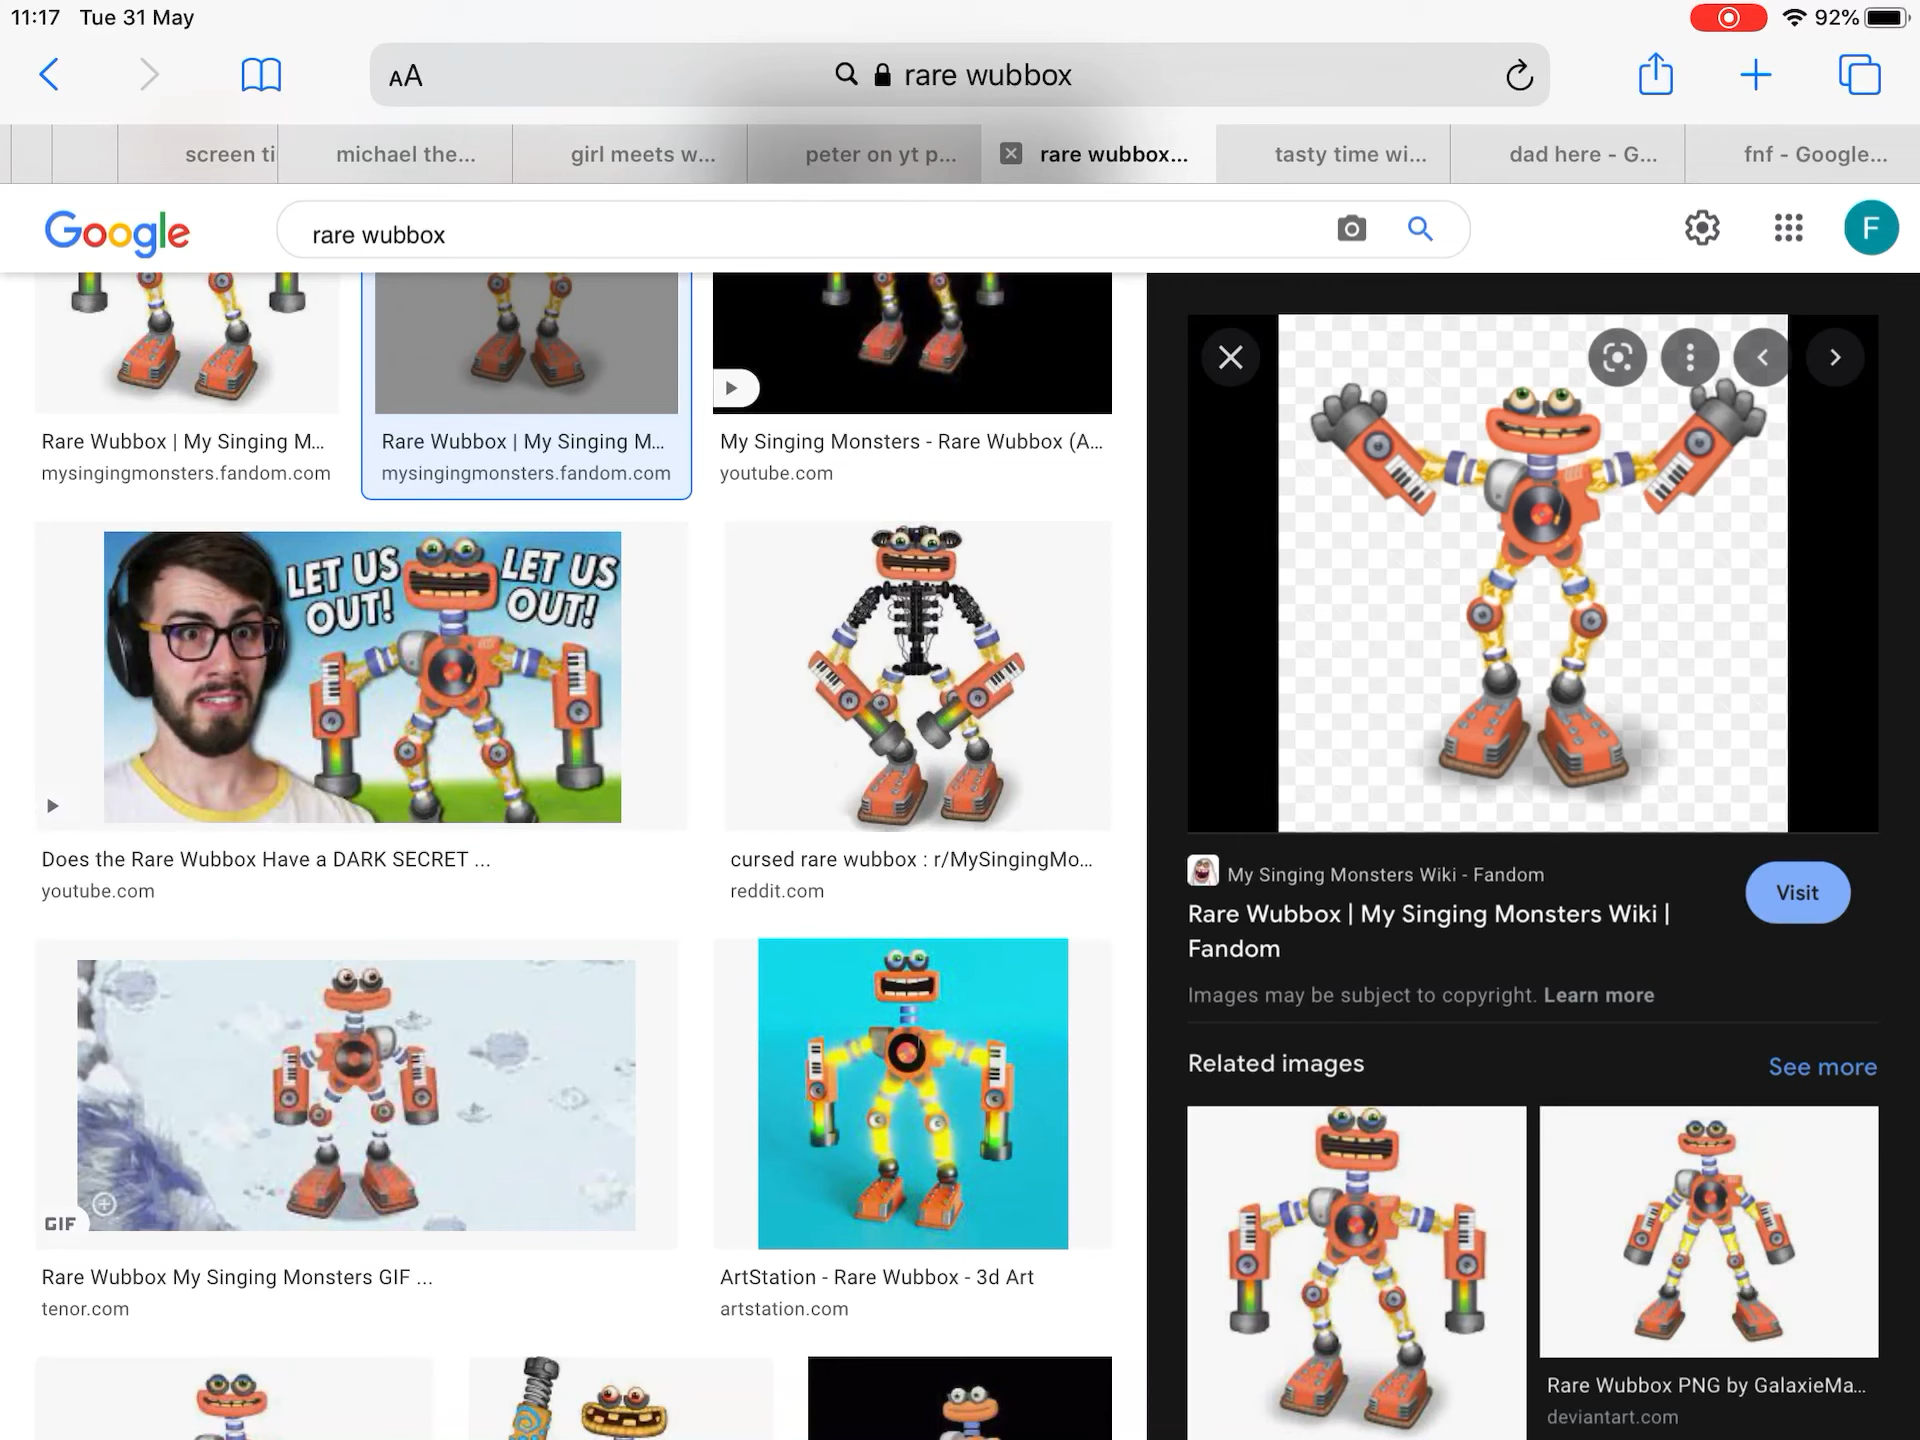 11:17 Tue 31 May
92%
AA
rare wubbox
screen ti
michael the...
girl meets w...
peter on yt p...
rare wubbox...
tasty time wi...
dad here - G...
fnf - Google...
Google
rare wubbox
F
Rare Wubbox | My Singing M...
mysingingmonsters.fandom.com
Rare Wubbox | My Singing M...
mysingingmonsters.fandom.com
My Singing Monsters - Rare Wubbox (A...
youtube.com
LET US
OUT!
LET US
OUT!
Does the Rare Wubbox Have a DARK SECRET ...
youtube.com
cursed rare wubbox : r/MySingingMo...
reddit.com
GIF
Rare Wubbox My Singing Monsters GIF ...
tenor.com
ArtStation - Rare Wubbox - 3d Art
artstation.com
My Singing Monsters Wiki - Fandom
Visit
Rare Wubbox | My Singing Monsters Wiki |
Fandom
Images may be subject to copyright. Learn more
Related images
See more
Rare Wubbox PNG by GalaxieMa...
deviantart.com